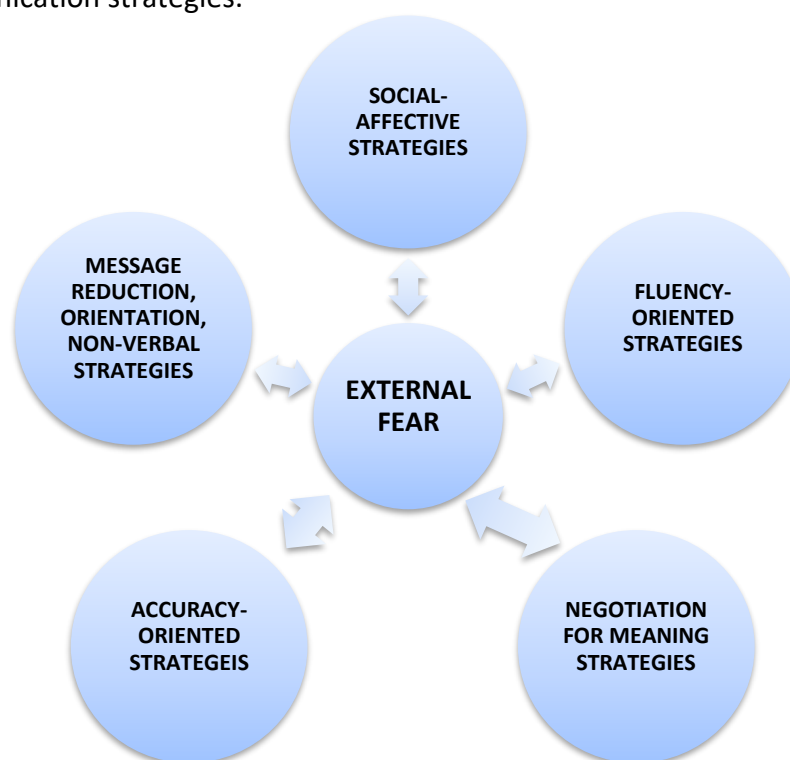 nication strategies.
SOCIAL-
AFFECTIVE
STRATEGIES
MESSAGE
REDUCTION,
ORIENTATION,
NON-VERBAL
STRATEGIES
FLUENCY-
ORIENTED
STRATEGIES
EXTERNAL
FEAR
ACCURACY-
ORIENTED
STRATEGEIS
NEGOTIATION
FOR MEANING
STRATEGIES